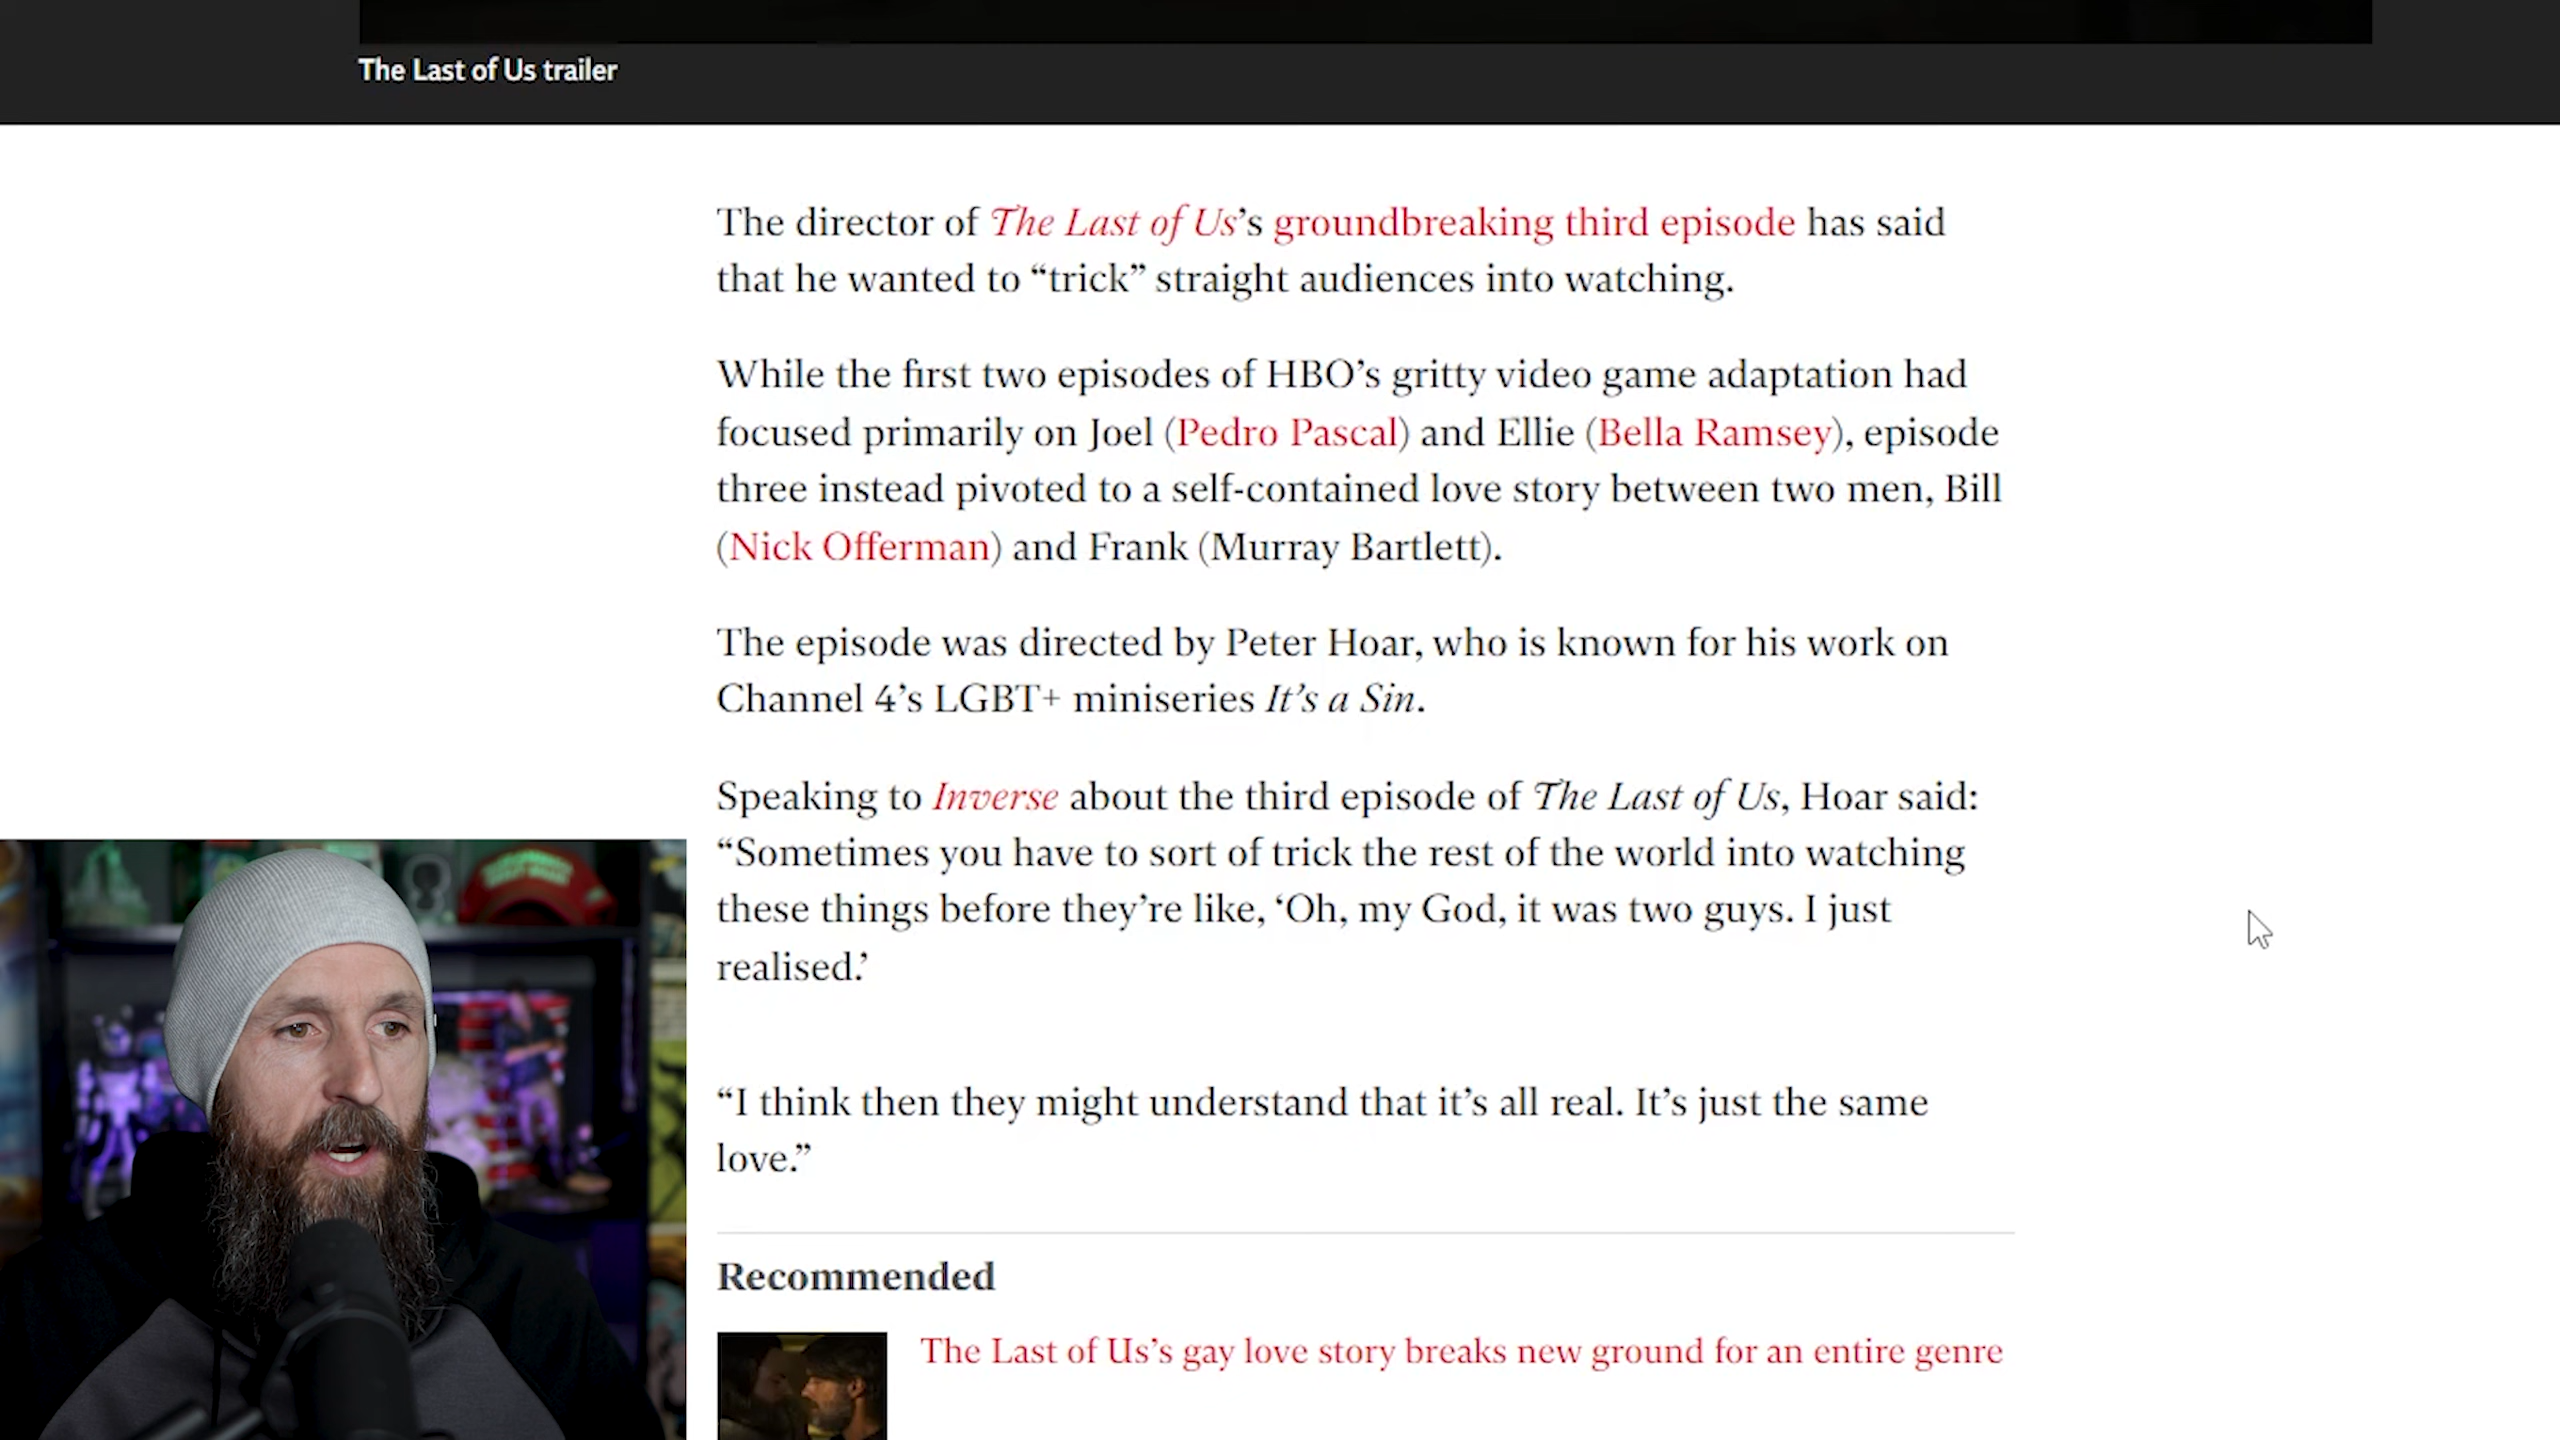 The Last of Us trailer
The director of The Last of Us’s groundbreaking third episode has said
that he wanted to “trick” straight audiences into watching.
While the first two episodes of HBO’s gritty video game adaptation had
focused primarily on Joel (Pedro Pascal) and Ellie (Bella Ramsey), episode
three instead pivoted to a self-contained love story between two men, Bill
(Nick Offerman) and Frank (Murray Bartlett).
The episode was directed by Peter Hoar, who is known for his work on
Channel 4’s LGBT+ miniseries It’s a Sin.
Speaking to Inverse about the third episode of The Last of Us, Hoar said:
“Sometimes you have to sort of trick the rest of the world into watching
these things before they’re like, ‘Oh, my God, it was two guys. I just
realised.’
“I think then they might understand that it’s all real. It’s just the same
love.”
Recommended
The Last of Us’s gay love story breaks new ground for an entire genre